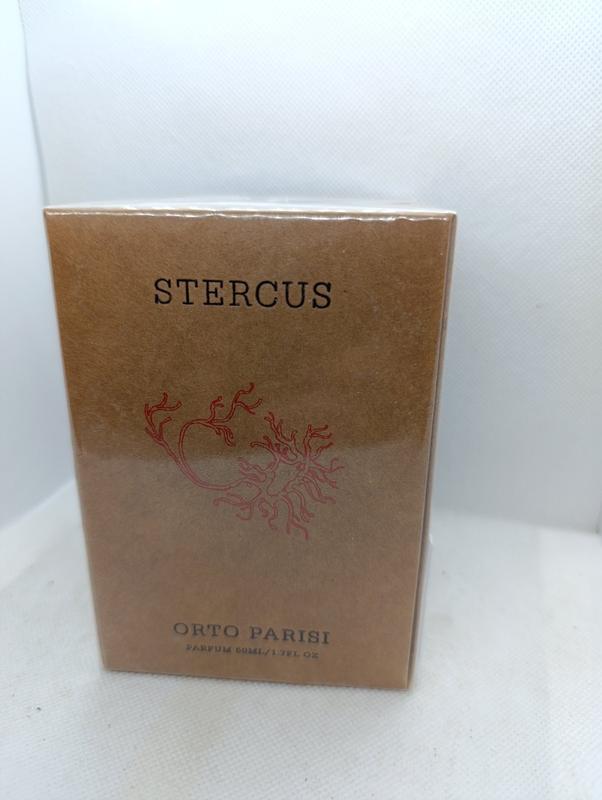 STERCUS
ORTO PARISI
PARFUM 50ML/1.7FL OZ